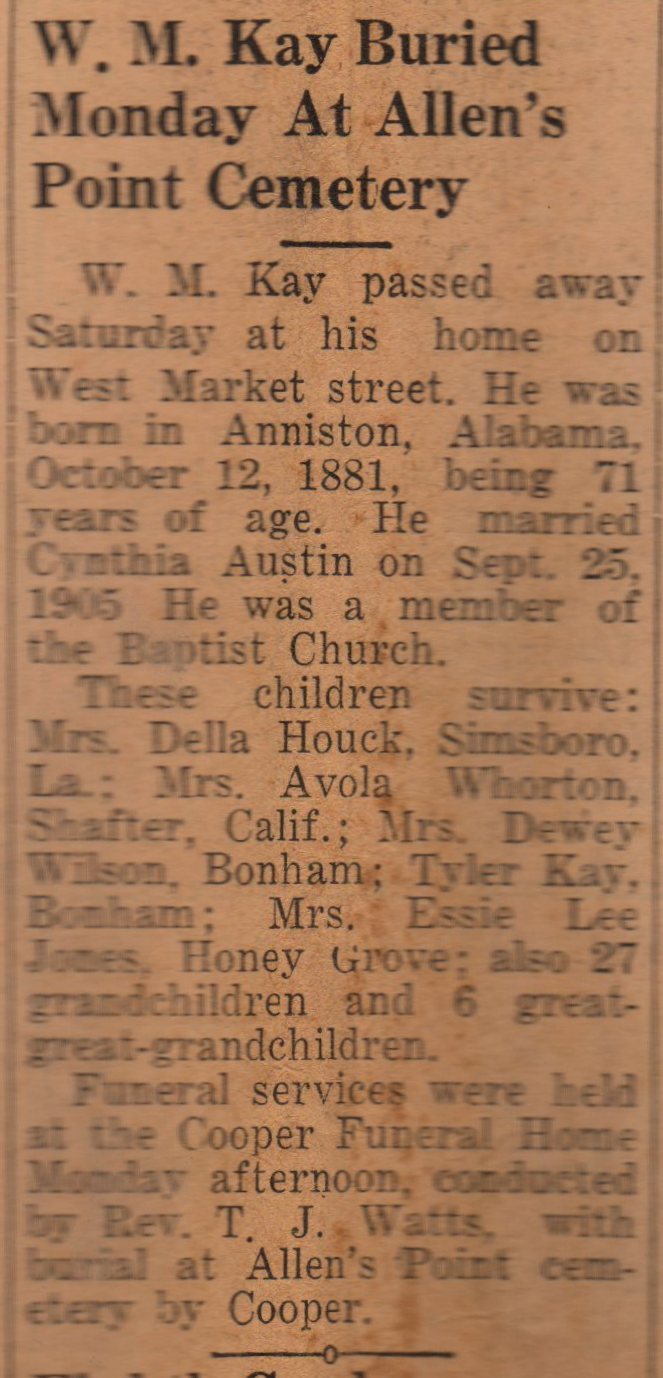 W. M. Kay Buried
Monday At Allen's
Point Cemetery
W. M. Kay passed away
Saturday at his home on
West Market street. He was
born in Anniston, Alabama,
October 12, 1881, being 71
years of age. He married
Cynthia Austin on Sept. 25,
1905 He was a member of
the Baptist Church.
These children survive:
Mrs. Della Houck, Simsboro,
La.; Mrs. Avola Whorton,
Shafter, Calif.; Mrs. Dewey
Wilson, Bonham; Tyler Kay,
Bonham; Mrs. Essie Lee
Jones, Honey Grove; also 27
grandchildren and 6 great-
great-grandchildren.
Funeral services were held
at the Cooper Funeral Home
Monday afternoon, conducted
by Rev. T. J. Watts, with
burial at Allen's Point cem-
etery by Cooper.